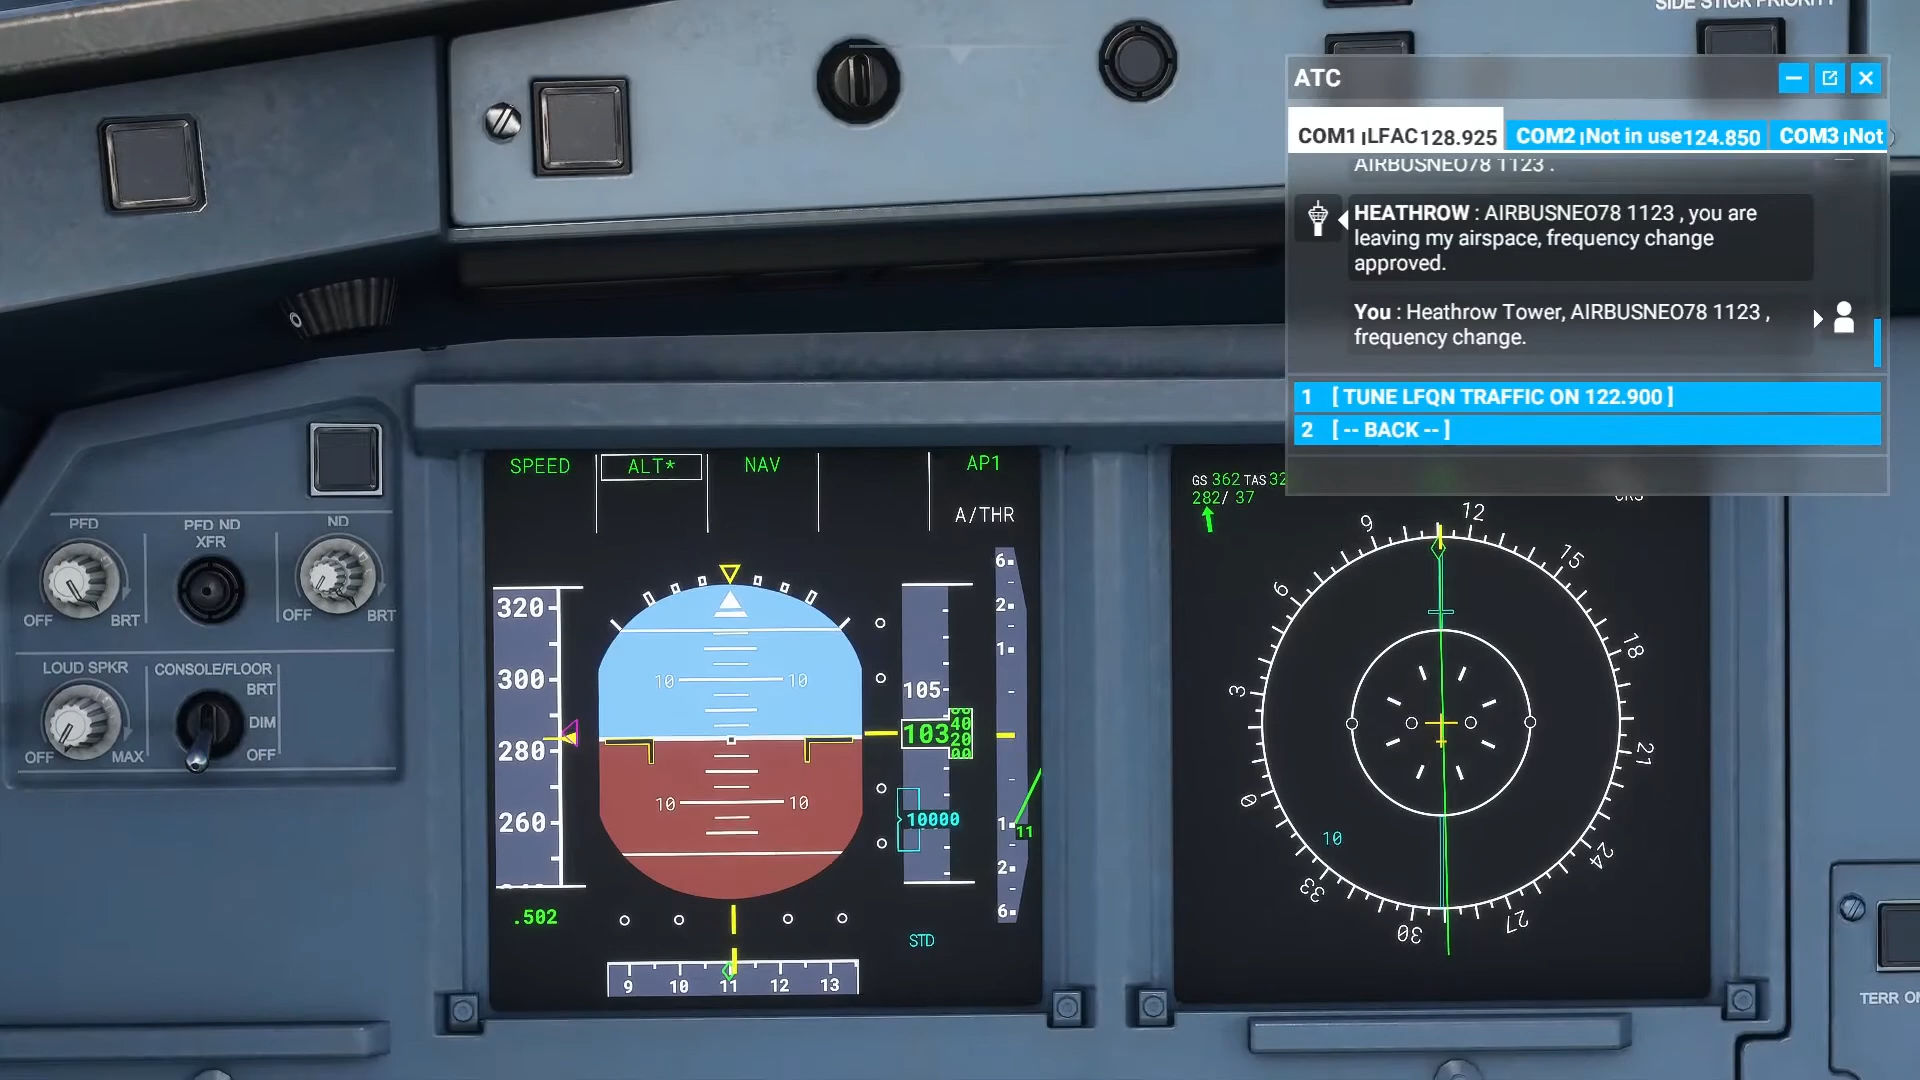 SIDE STICK PRIORITY
ATC
COM1 LFAC 128.925 COM2 Not in use 124.850 COM3 Not
AIRBUSNEO78 1123 .
HEATHROW : AIRBUSNEO78 1123 , you are
leaving my airspace, frequency change
approved.
You : Heathrow Tower, AIRBUSNEO78 1123 ,
frequency change.
1 [ TUNE LFQN TRAFFIC ON 122.900 ]
2 [ -- BACK -- ]
PFD
PFD ND
XFR
ND
OFF
BRT
OFF
BRT
LOUD SPKR
CONSOLE/FLOOR
BRT
DIM
OFF
OFF
MAX
SPEED ALT* NAV AP1
A/THR
320
300
280
260
.502
10 10
10 10
105
103
40
20
00
10000
STD
6
2
1
1
11
2
6
9 10 11 12 13
GS 362 TAS 32
282/ 37
CRS
9
12
15
18
21
24
27
30
33
0
3
6
10
TERR ON